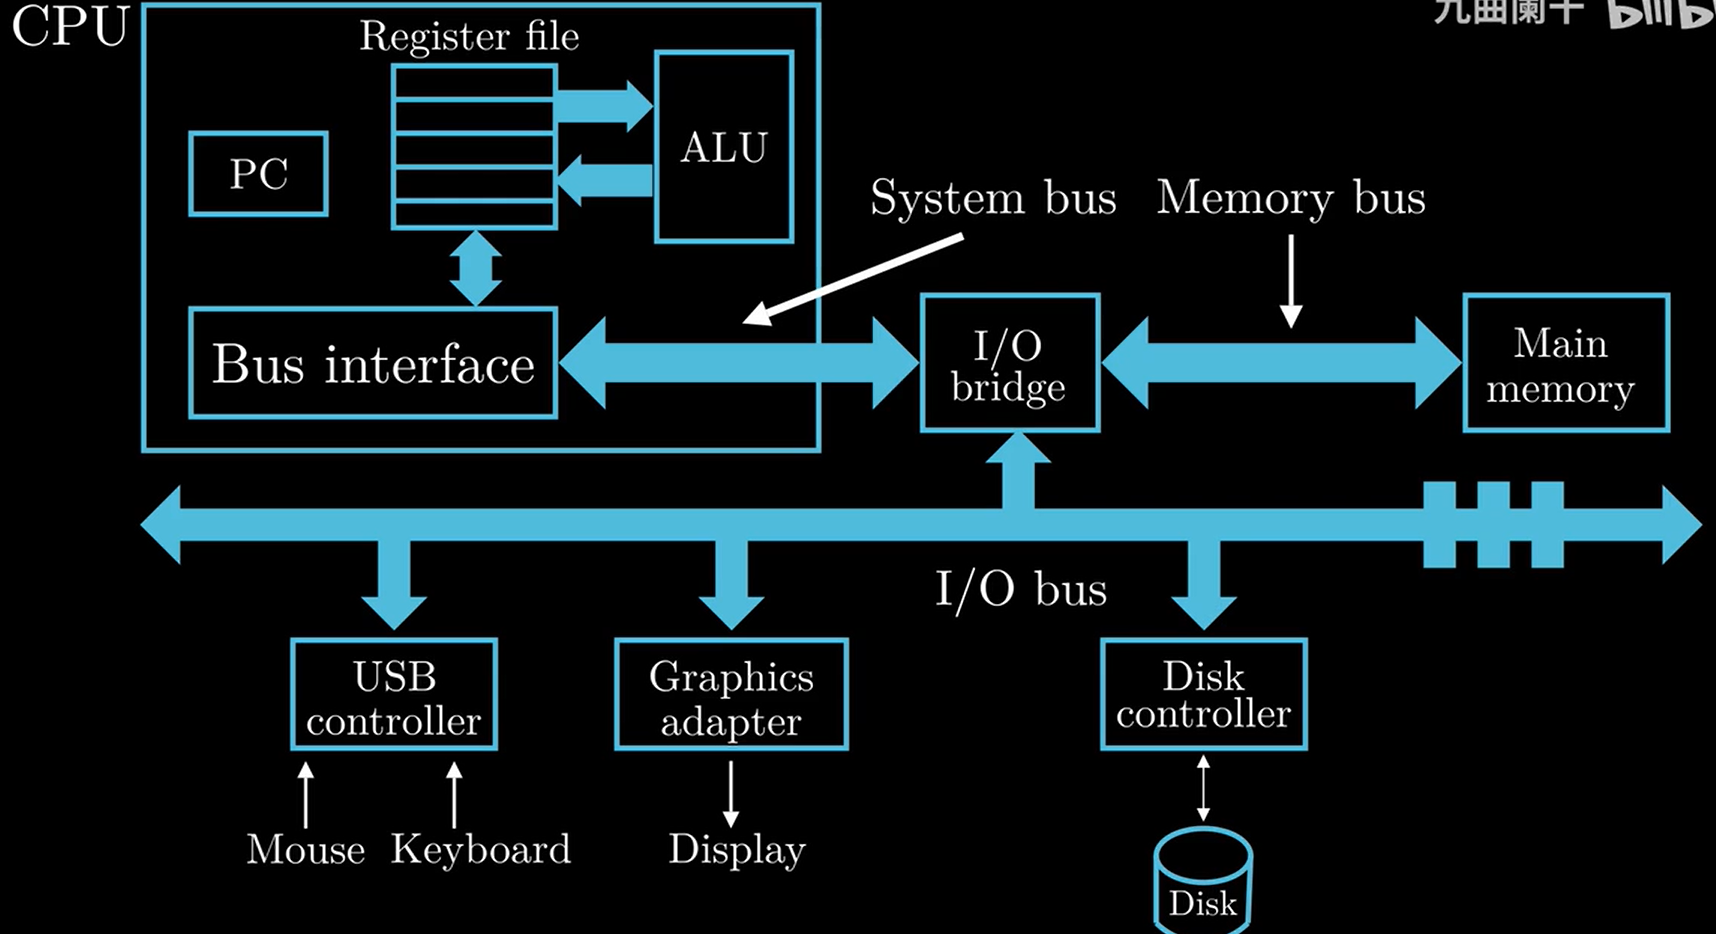 CPU
九曲阑干
Register file
PC
ALU
System bus
Memory bus
Bus interface
I/O
bridge
Main
memory
I/O bus
USB
controller
Graphics
adapter
Disk
controller
Mouse
Keyboard
Display
Disk